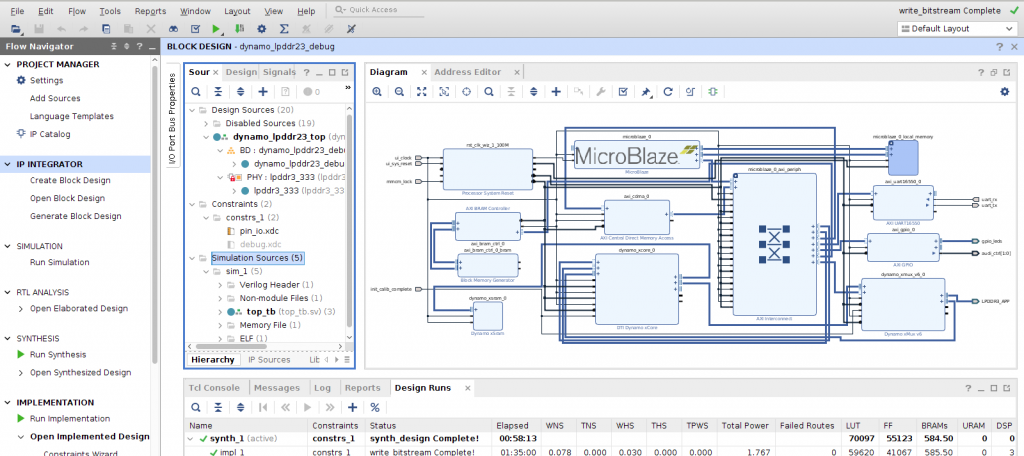 File Edit Flow Tools Reports Window Layout View Help Quick Access write_bitstream Complete
Default Layout
Flow Navigator
BLOCK DESIGN - dynamo_lpddr23_debug
PROJECT MANAGER
Settings
Add Sources
Language Templates
IP Catalog
IP INTEGRATOR
Create Block Design
Open Block Design
Generate Block Design
SIMULATION
Run Simulation
RTL ANALYSIS
Open Elaborated Design
SYNTHESIS
Run Synthesis
Open Synthesized Design
IMPLEMENTATION
Run Implementation
Open Implemented Design
Constraints Wizard
I/O Port Bus Properties
Sour Design Signals
0
Design Sources (20)
Disabled Sources (19)
dynamo_lpddr23_top (dyn
BD : dynamo_lpddr23_debu
dynamo_lpddr23_debu
PHY : lpddr3_333 (lpddr3
lpddr3_333 (lpddr3_33
Constraints (2)
constrs_1 (2)
pin_io.xdc
debug.xdc
Simulation Sources (5)
sim_1 (5)
Verilog Header (1)
Non-module Files (1)
top_tb (top_tb.sv) (3)
Memory File (1)
ELF (1)
Hierarchy IP Sources Lib
Diagram Address Editor
rst_clk_wiz_1_100M
Processor System Reset
ui_clock
ui_sys_reset
mmcm_lock
init_calib_complete
microblaze_0
MicroBlaze
MicroBlaze
microblaze_0_local_memory
AXI BRAM Controller
axi_bram_ctrl_0
axi_bram_ctrl_0_bram
Block Memory Generator
axi_cdma_0
AXI Central Direct Memory Access
microblaze_0_axi_periph
AXI Interconnect
axi_uart16550_0
AXI UART16550
uart_rx
uart_tx
axi_gpio_0
AXI GPIO
gpio_leds
dynamo_xcore_0
DTI Dynamo xCore
dynamo_xmux_v6_0
Dynamo xMux v6
LPDDR3_APP
Tcl Console Messages Log Reports Design Runs
Name Constraints Status Elapsed WNS TNS WHS THS TPWS Total Power Failed Routes LUT FF BRAMs URAM DSP
synth_1 (active) constrs_1 synth_design Complete! 00:58:13 70097 55123 584.50 0 0
impl_1 constrs_1 write_bitstream Complete! 01:35:00 0.078 0.000 0.030 0.000 0.000 1.767 0 59620 41067 585.50 0 3